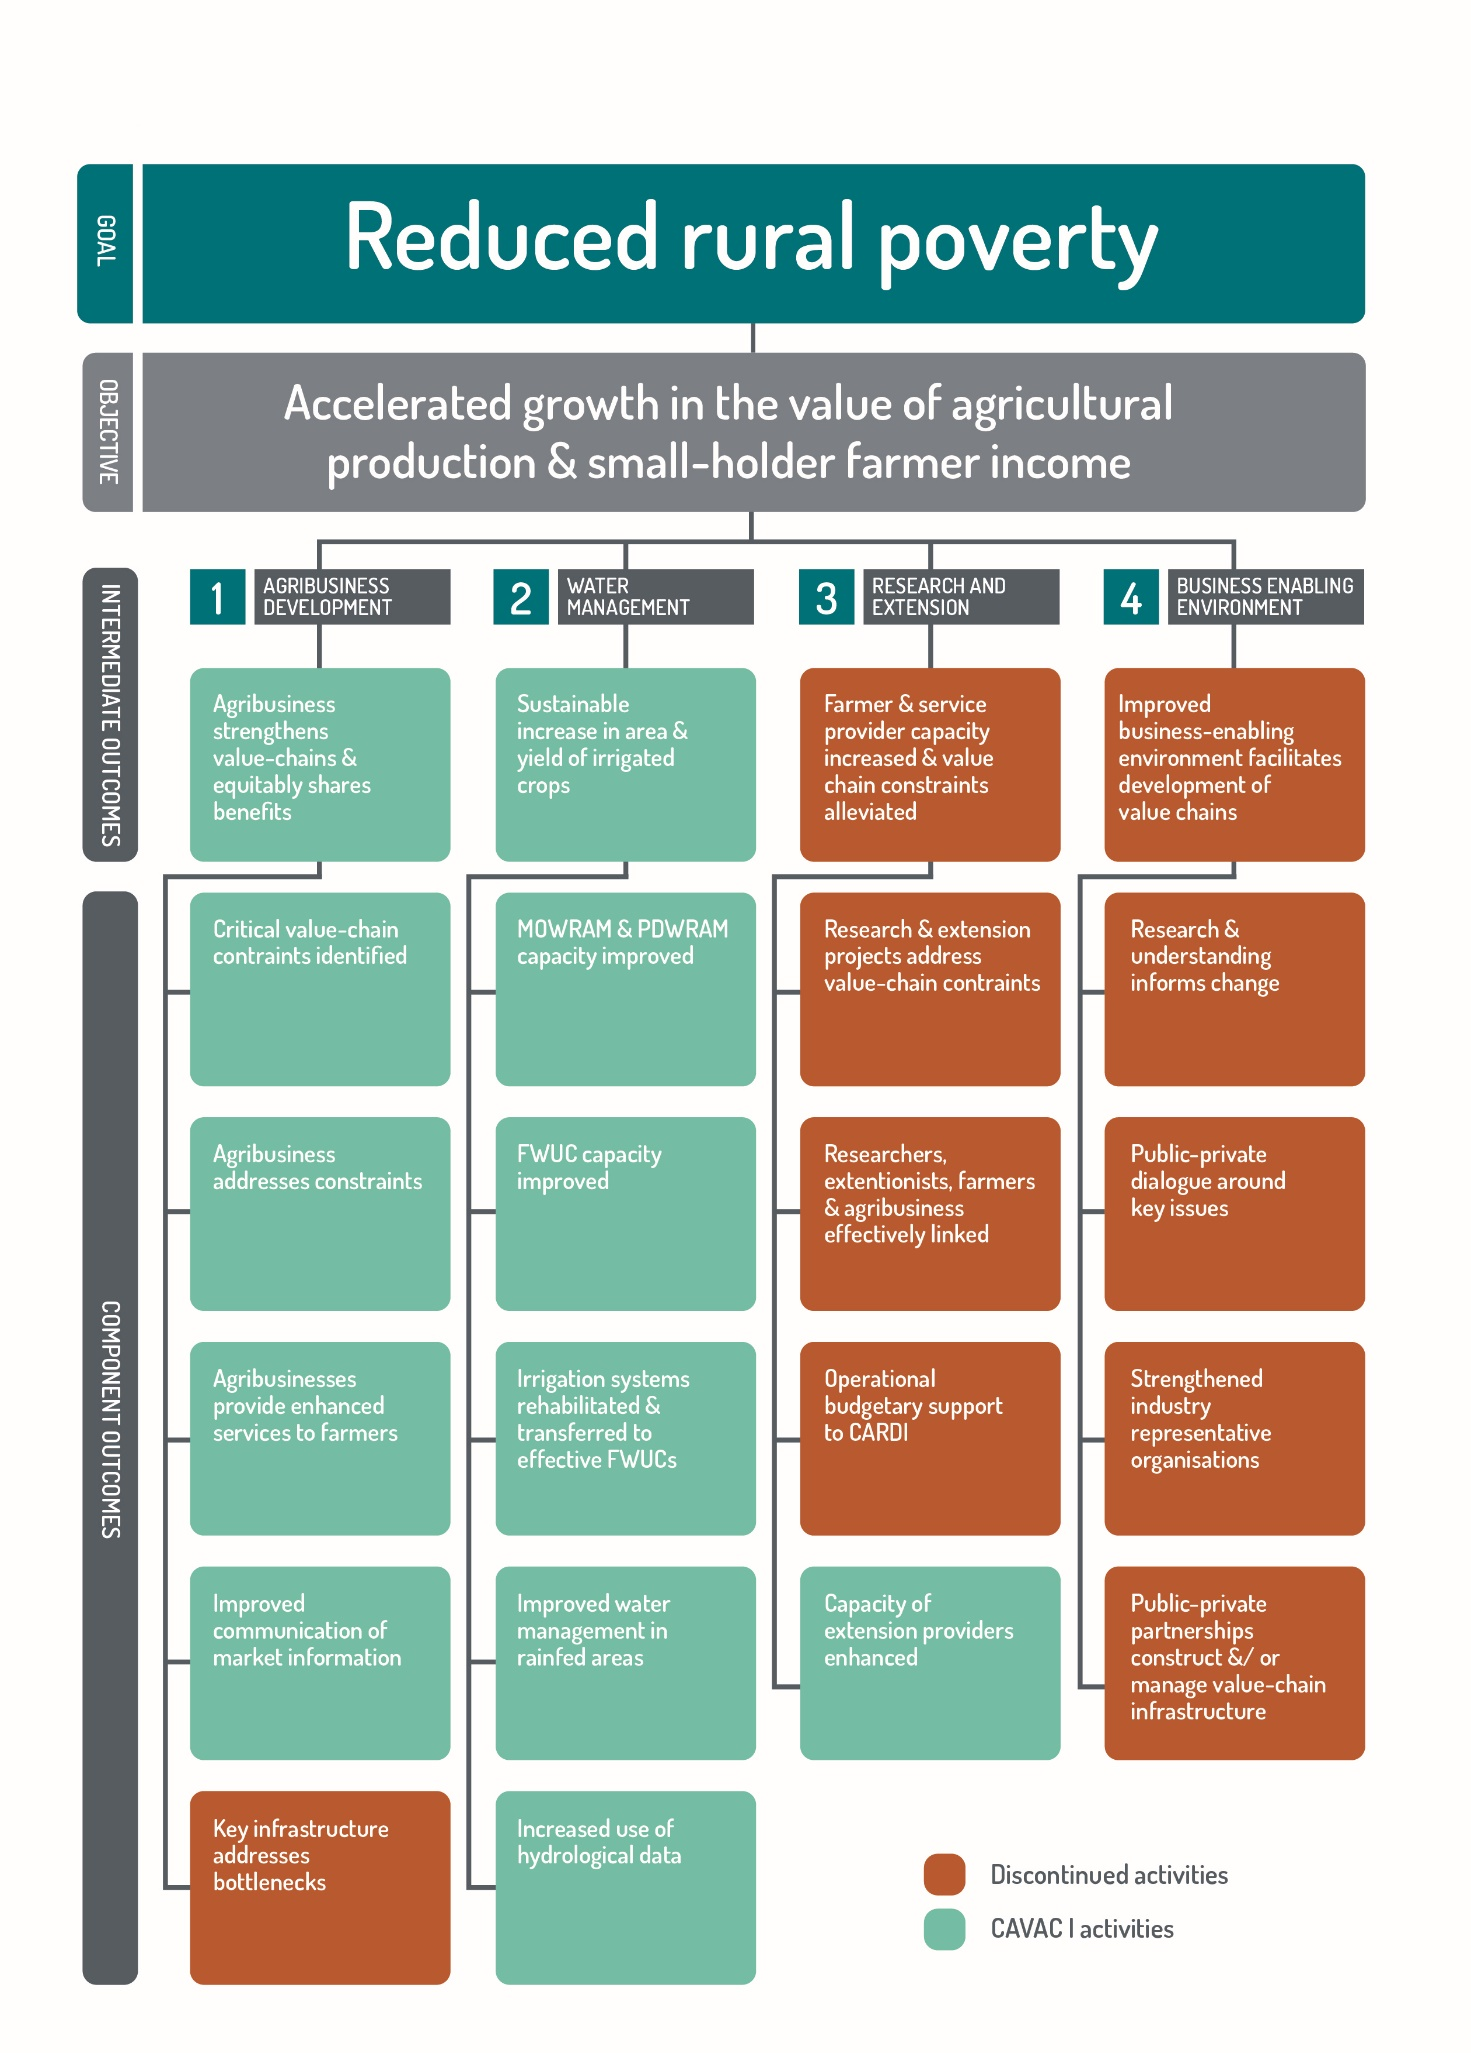 GOAL
Reduced rural poverty
OBJECTIVE
Accelerated growth in the value of agricultural
production & small-holder farmer income
INTERMEDIATE OUTCOMES
1
AGRIBUSINESS
DEVELOPMENT
2
WATER
MANAGEMENT
3
RESEARCH AND
EXTENSION
4
BUSINESS ENABLING
ENVIRONMENT
Agribusiness
strengthens
value-chains &
equitably shares
benefits
Sustainable
increase in area &
yield of irrigated
crops
Farmer & service
provider capacity
increased & value
chain constraints
alleviated
Improved
business-enabling
environment facilitates
development of
value chains
COMPONENT OUTCOMES
Critical value-chain
contraints identified
MOWRAM & PDWRAM
capacity improved
Research & extension
projects address
value-chain contraints
Research &
understanding
informs change
Agribusiness
addresses constraints
FWUC capacity
improved
Researchers,
extentionists, farmers
& agribusiness
effectively linked
Public-private
dialogue around
key issues
Agribusinesses
provide enhanced
services to farmers
Irrigation systems
rehabilitated &
transferred to
effective FWUCs
Operational
budgetary support
to CARDI
Strengthened
industry
representative
organisations
Improved
communication of
market information
Improved water
management in
rainfed areas
Capacity of
extension providers
enhanced
Public-private
partnerships
construct &/ or
manage value-chain
infrastructure
Key infrastructure
addresses
bottlenecks
Increased use of
hydrological data
Discontinued activities
CAVAC I activities